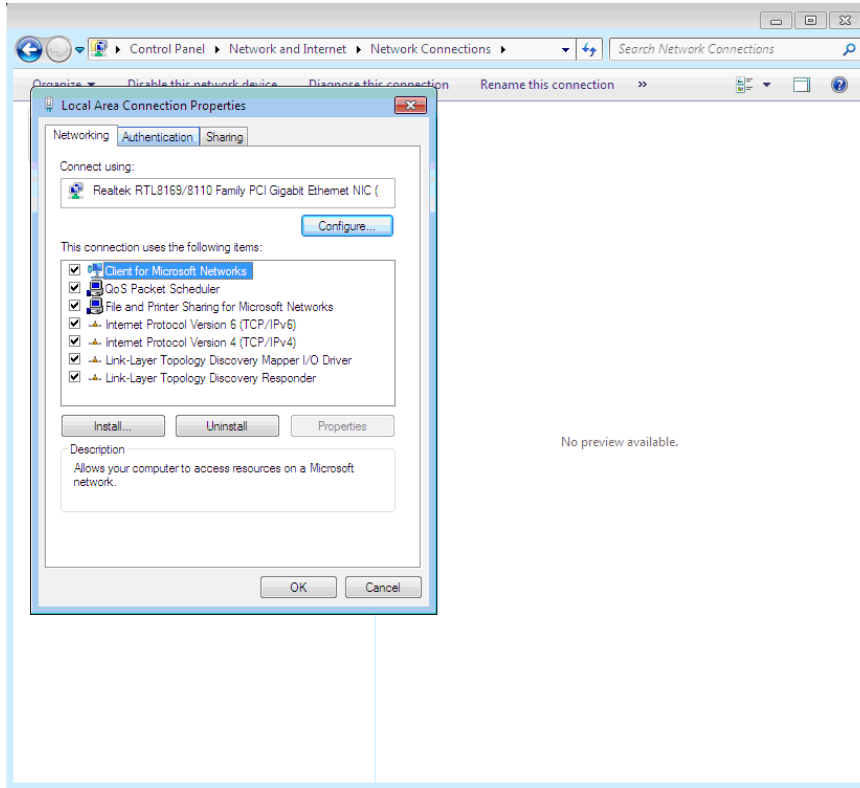 Control Panel Network and Internet Network Connections Search Network Connections
Organize Disable this network device Diagnose this connection Rename this connection »
Local Area Connection Properties
Networking Authentication Sharing
Connect using:
Realtek RTL8169/8110 Family PCI Gigabit Ethernet NIC (
Configure...
This connection uses the following items:
Client for Microsoft Networks
QoS Packet Scheduler
File and Printer Sharing for Microsoft Networks
Internet Protocol Version 6 (TCP/IPv6)
Internet Protocol Version 4 (TCP/IPv4)
Link-Layer Topology Discovery Mapper I/O Driver
Link-Layer Topology Discovery Responder
Install... Uninstall Properties
Description
Allows your computer to access resources on a Microsoft
network.
No preview available.
OK Cancel